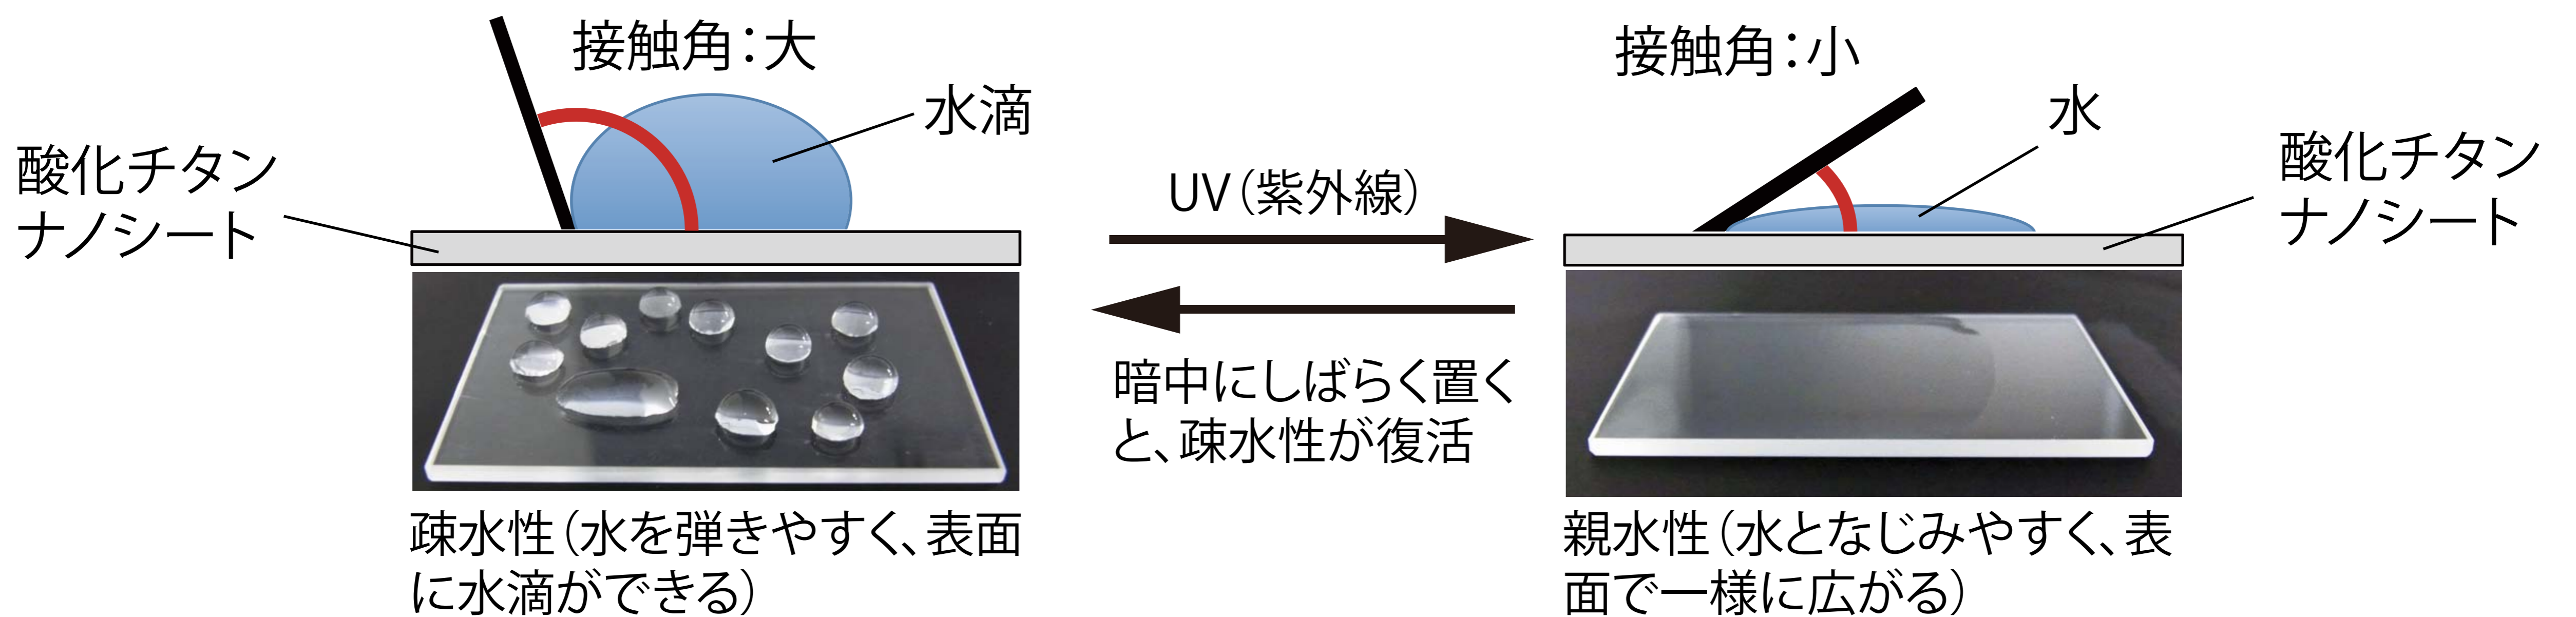 接触角：大
水滴
酸化チタン
ナノシート
疎水性（水を弾きやすく、表面
に水滴ができる）
UV（紫外線）
暗中にしばらく置く
と、疎水性が復活
接触角：小
水
酸化チタン
ナノシート
親水性（水となじみやすく、表
面で一様に広がる）